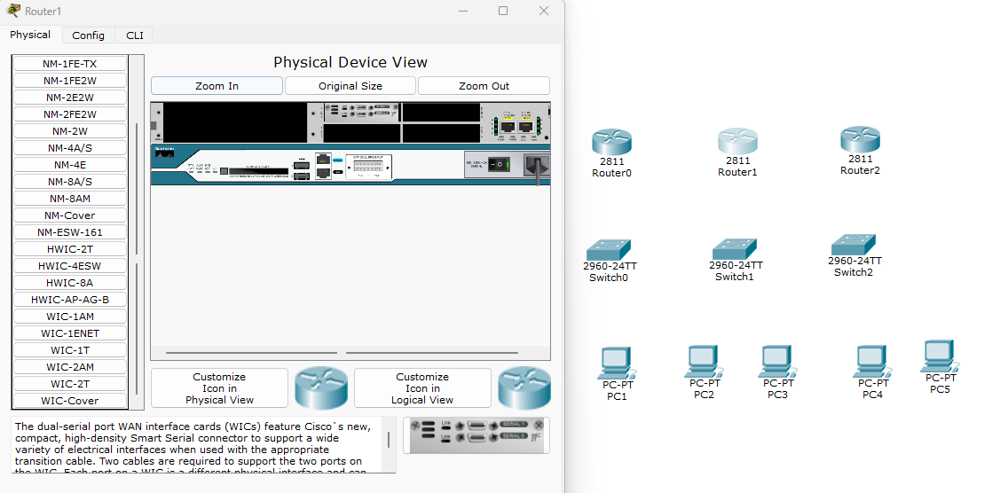 Router1
Physical
Config
CLI
NM-1FE-TX
NM-1FE2W
NM-2E2W
NM-2FE2W
NM-2W
NM-4A/S
NM-4E
NM-8A/S
NM-8AM
NM-Cover
NM-ESW-161
HWIC-2T
HWIC-4ESW
HWIC-8A
HWIC-AP-AG-B
WIC-1AM
WIC-1ENET
WIC-1T
WIC-2AM
WIC-2T
WIC-Cover
Physical Device View
Zoom In
Original Size
Zoom Out
Customize
Icon in
Physical View
Customize
Icon in
Logical View
The dual-serial port WAN interface cards (WICs) feature Cisco`s new,
compact, high-density Smart Serial connector to support a wide
variety of electrical interfaces when used with the appropriate
transition cable. Two cables are required to support the two ports on
the WIC. Each port on a WIC is a different physical interface and can
2811
Router0
2811
Router1
2811
Router2
2960-24TT
Switch0
2960-24TT
Switch1
2960-24TT
Switch2
PC-PT
PC1
PC-PT
PC2
PC-PT
PC3
PC-PT
PC4
PC-PT
PC5